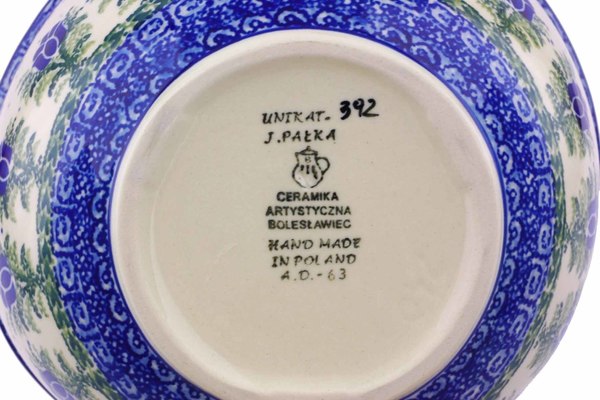 UNIKAT- 392
J. PAŁKA
B
CERAMIKA
ARTYSTYCZNA
BOLESŁAWIEC
HAND MADE
IN POLAND
A.D.-63